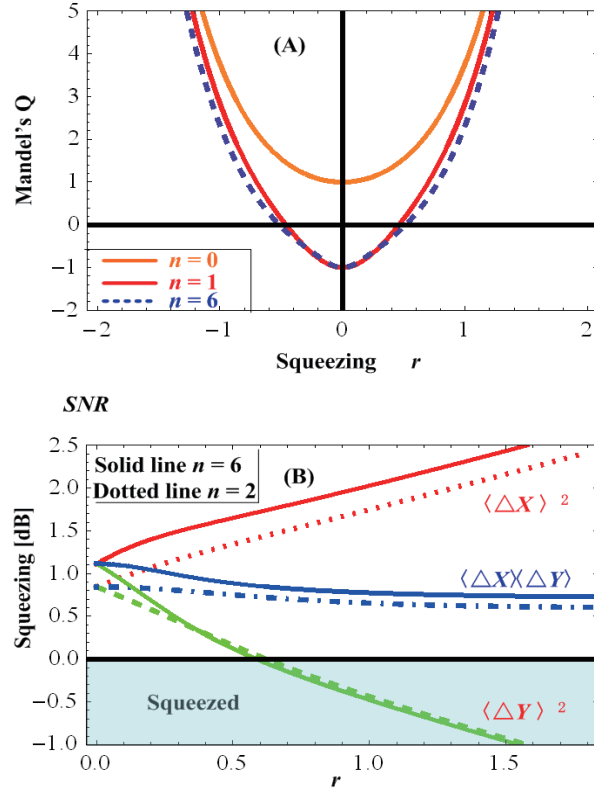 5
4
(A)
3
Mandel's Q
2
1
0
n = 0
−1
n = 1
n = 6
−2
−2 −1 0 1 2
Squeezing r
SNR
2.5
Solid line n = 6
(B)
Dotted line n = 2
2.0
⟨△X⟩ 2
1.5
Squeezing [dB]
1.0
⟨△X⟩⟨△Y⟩
0.5
0.0
−0.5
Squeezed
⟨△Y⟩ 2
−1.0
0.0 0.5 1.0 1.5
r